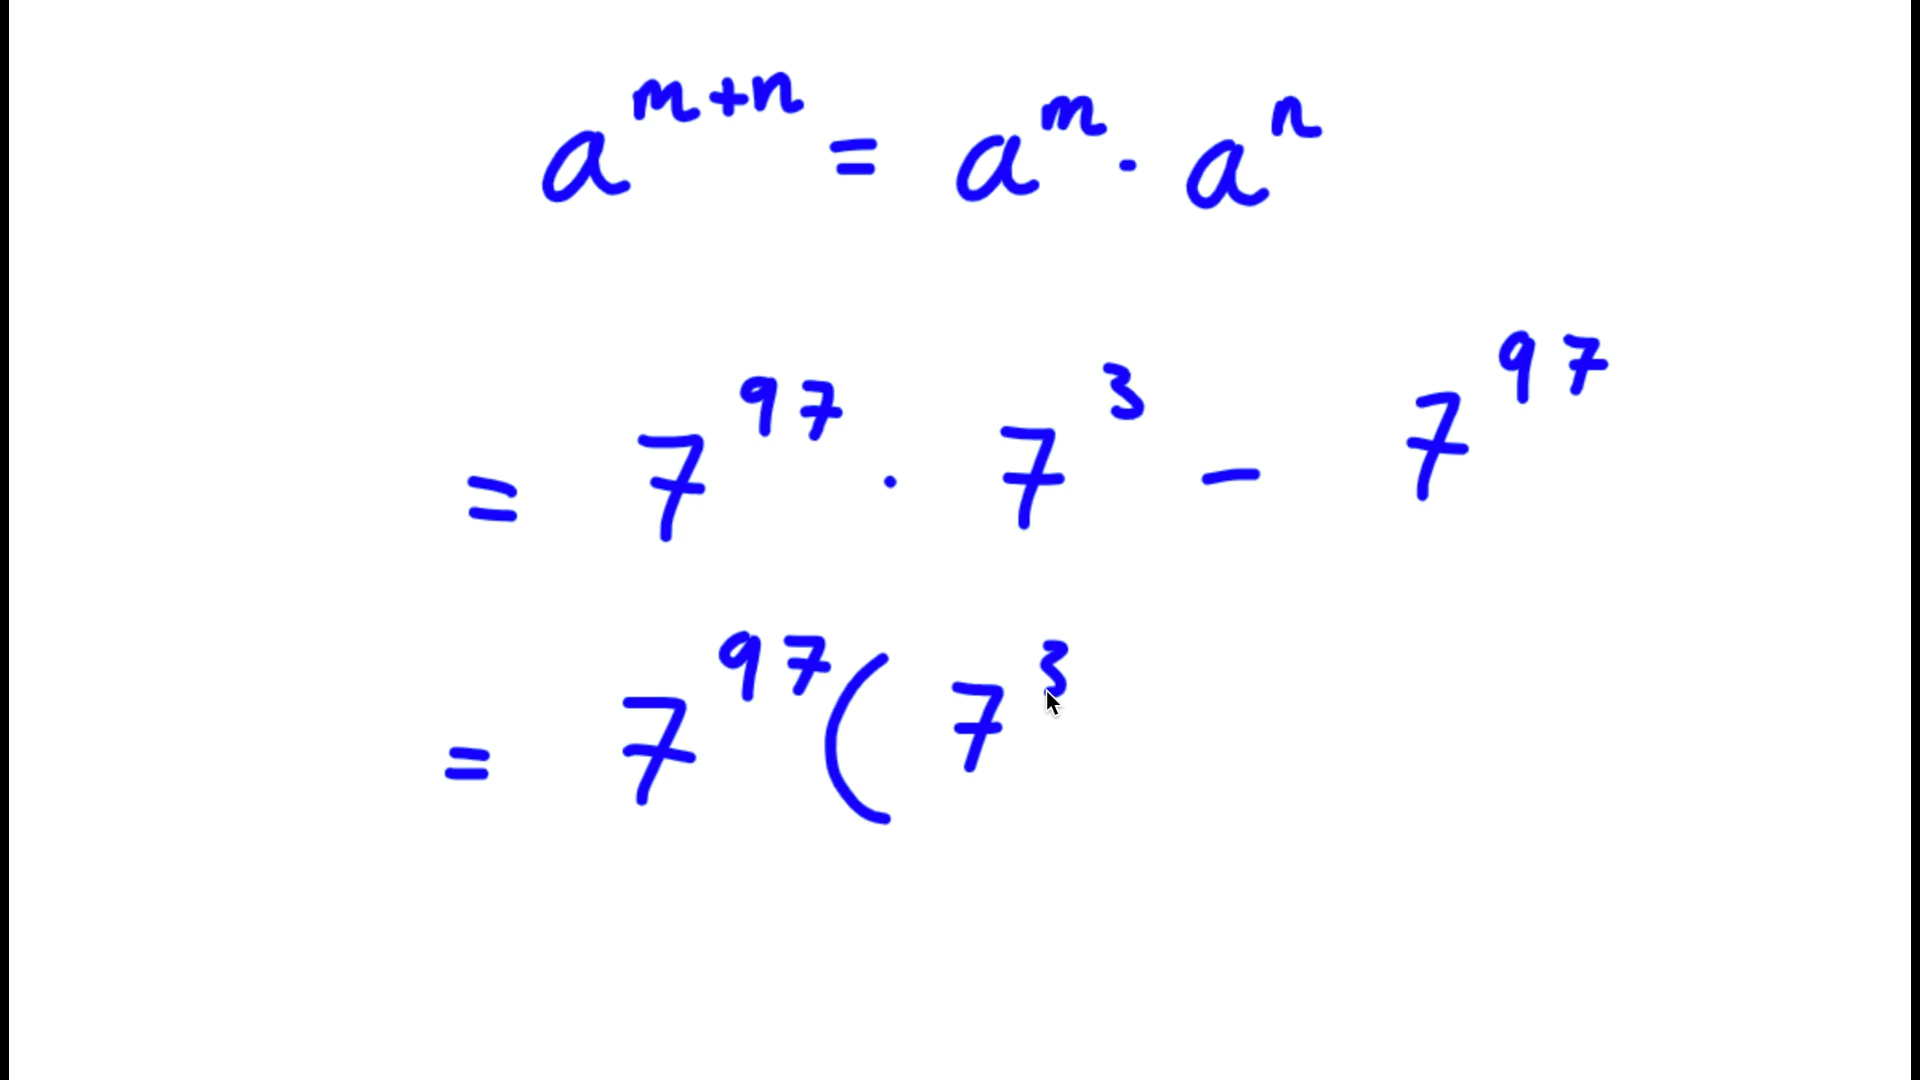 a^{m+n} = a^m · a^n
= 7^{97} · 7^3 - 7^{97}
= 7^{97} ( 7^3